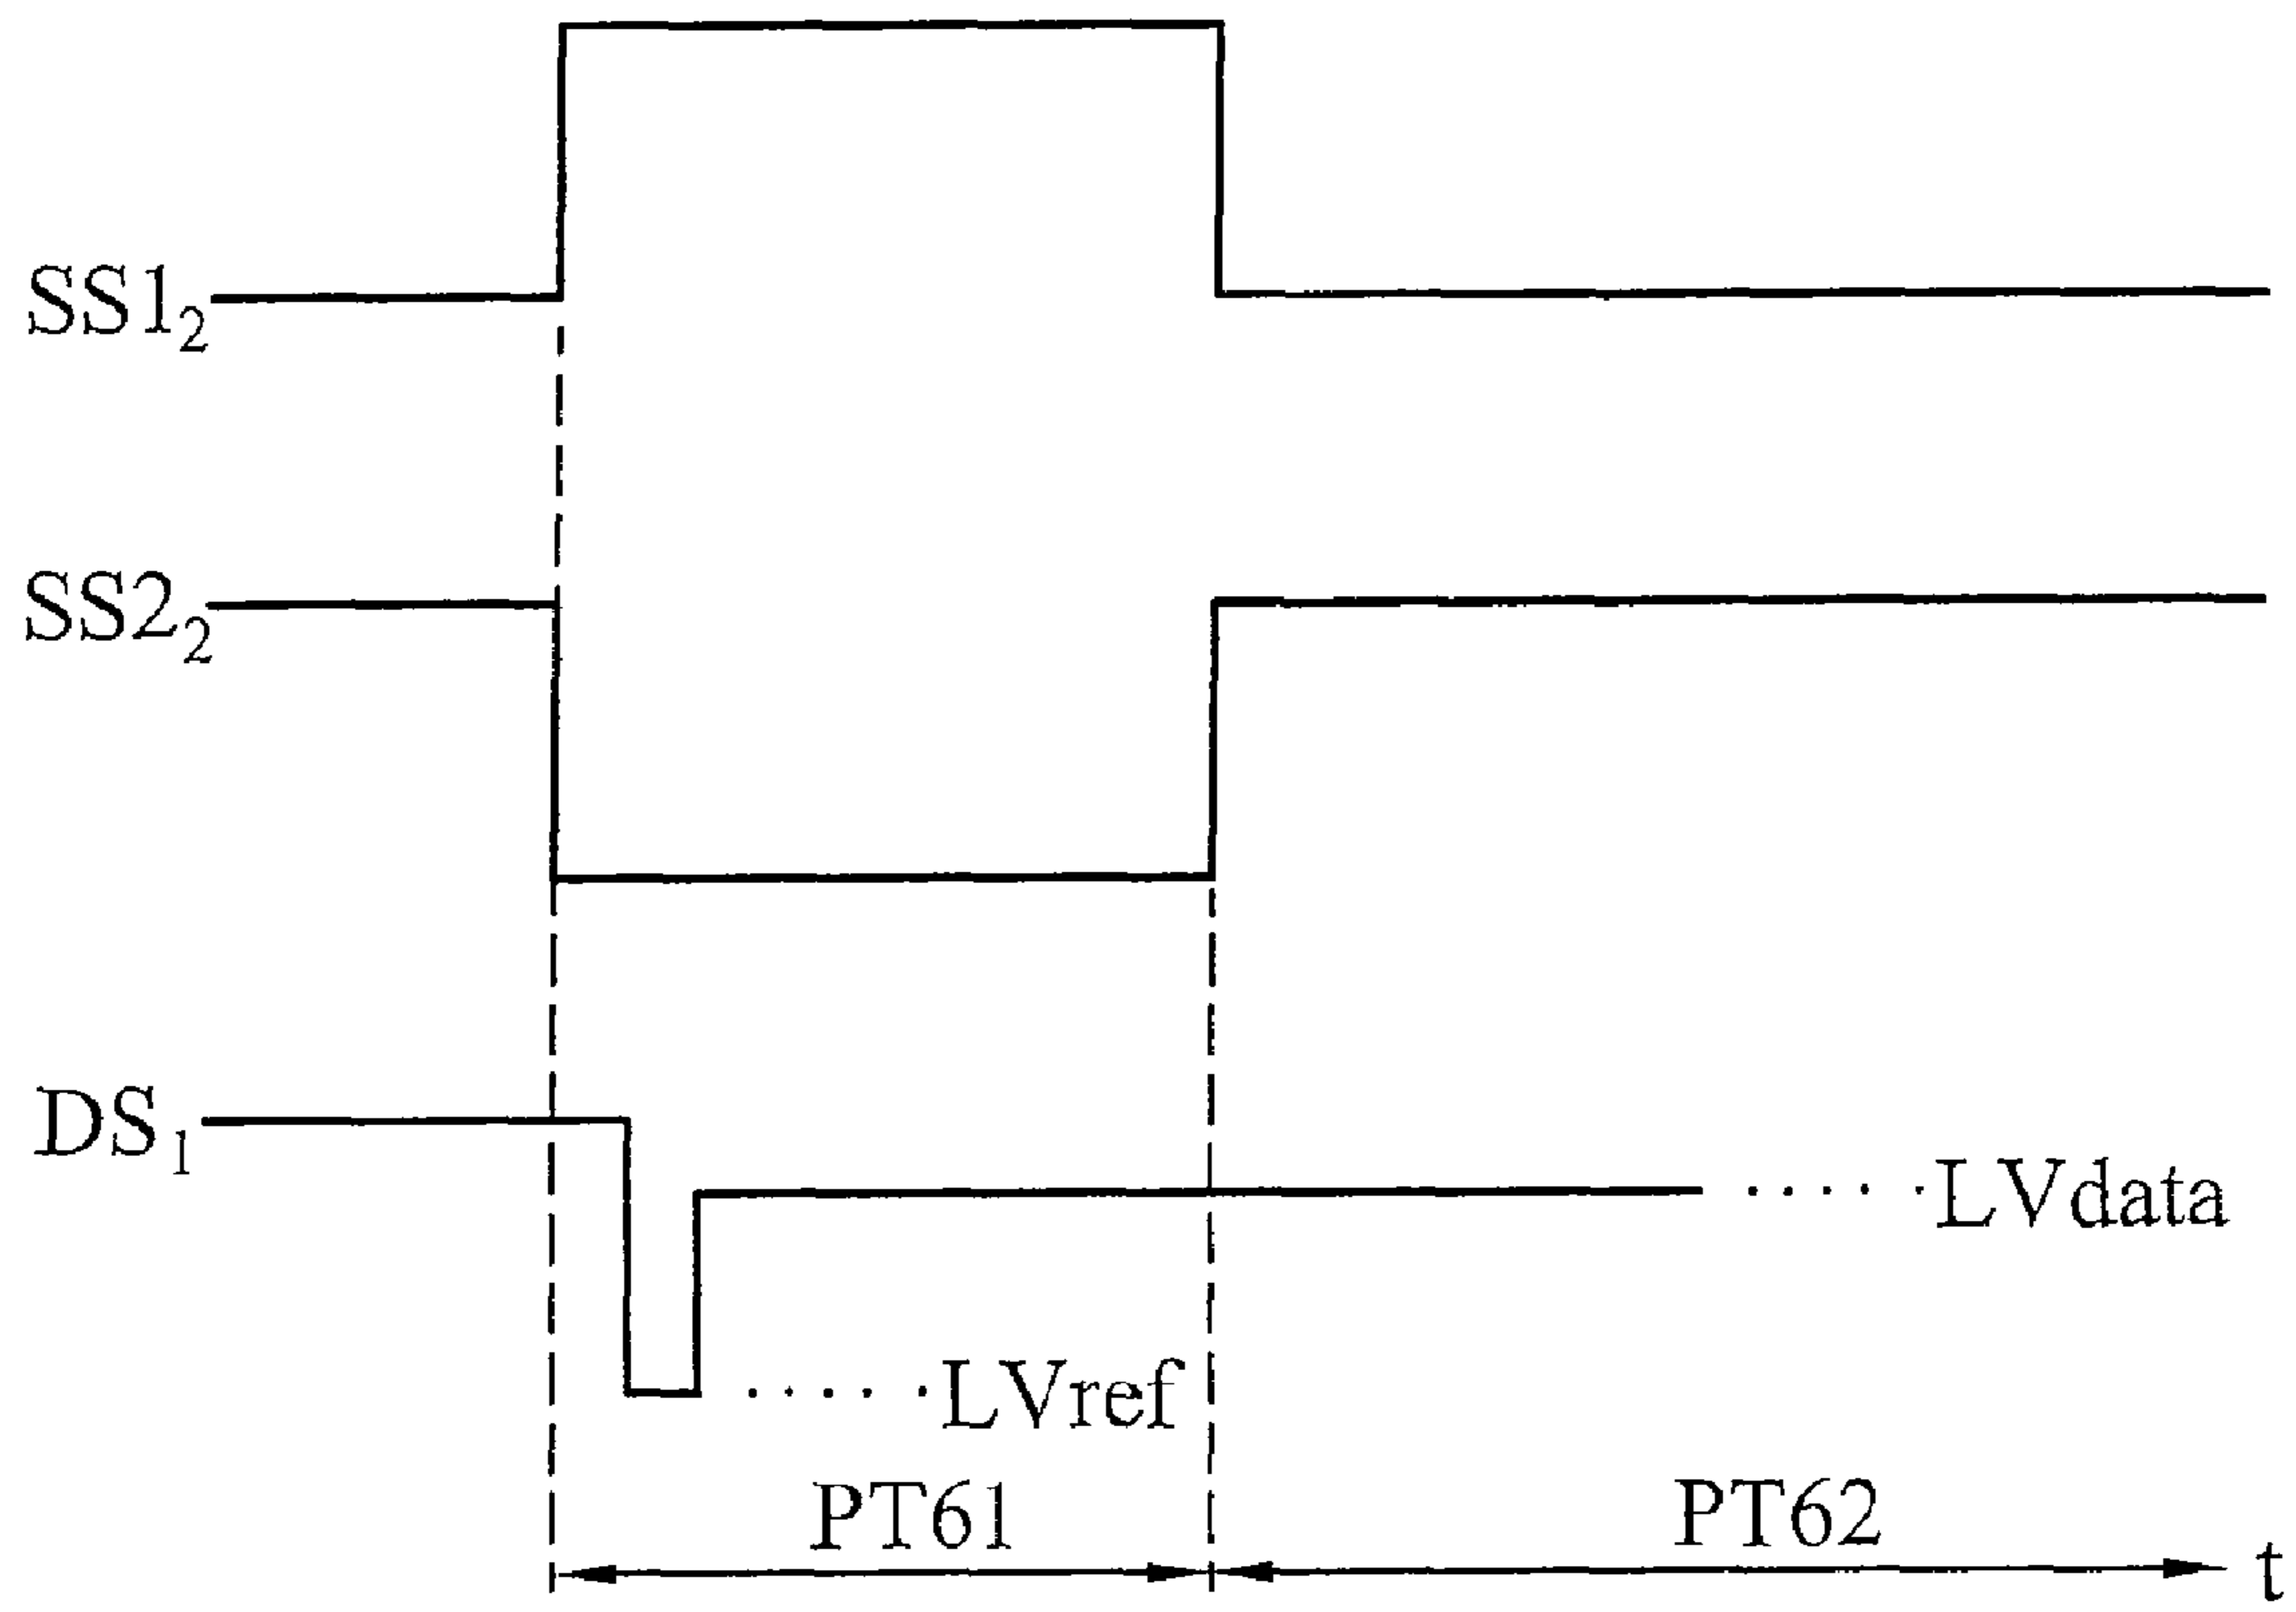 SS1₂
SS2₂
DS₁
LVdata
LVref
PT61 PT62
t